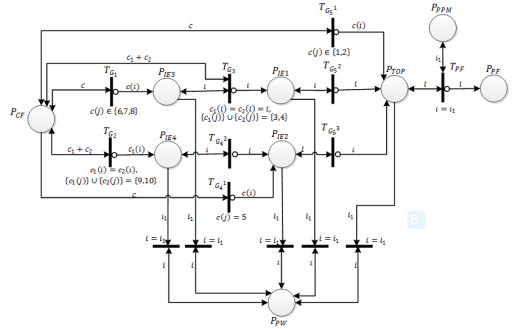 T_{G_5}^1
P_{PPM}
c
c(i)
c(j) ∈ {1,2}
c_1 + c_2
i_1
T_{G_1}
P_{IE3}
T_{G_3}
P_{IE1}
T_{G_5}^2
P_{TOP}
T_{PF}
P_{PF}
c
c(i)
i
i
i
i
i
i
c(j) ∈ {6,7,8}
c_1(i) = c_2(i) = i,
{c_1(j)} ∪ {c_2(j)} = {3,4}
i = i_1
P_{CF}
T_{G_2}
P_{IE4}
T_{G_4}^2
P_{IE2}
T_{G_5}^3
c_1 + c_2
c_1(i)
i
i
i
i
c_1(i) = c_2(i),
{c_1(j)} ∪ {c_2(j)} = {9,10}
T_{G_4}^1
c
c(i)
c(j) = 5
i_1
i_1
i_1
i_1
i_1
i = i_1
i = i_1
i = i_1
i = i_1
i = i_1
i
i
i
i
i
P_{PW}